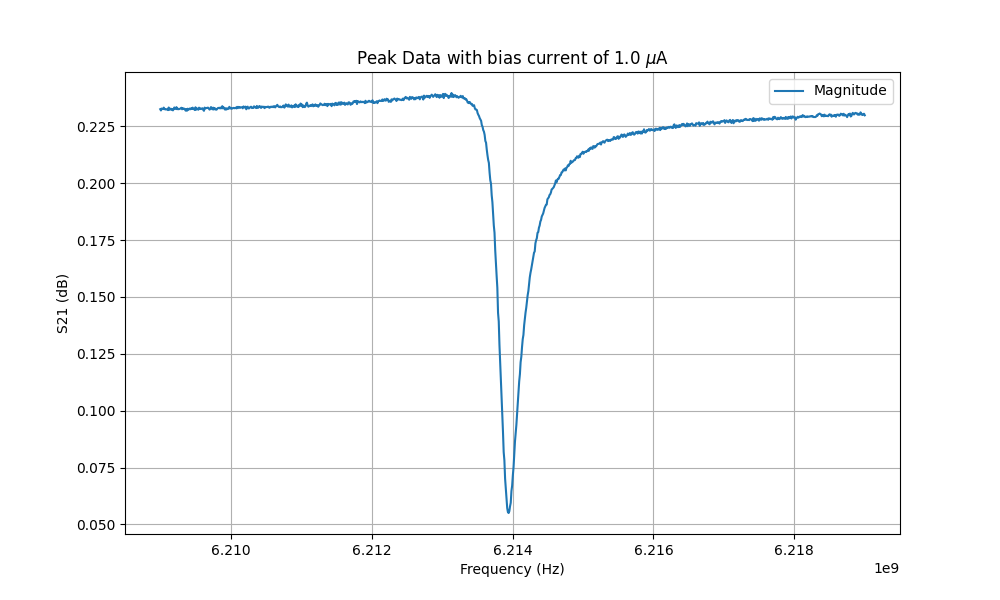 Peak Data with bias current of 1.0 μA
Magnitude
0.225
0.200
0.175
0.150
0.125
0.100
0.075
0.050
S21 (dB)
6.210 6.212 6.214 6.216 6.218
Frequency (Hz)
1e9